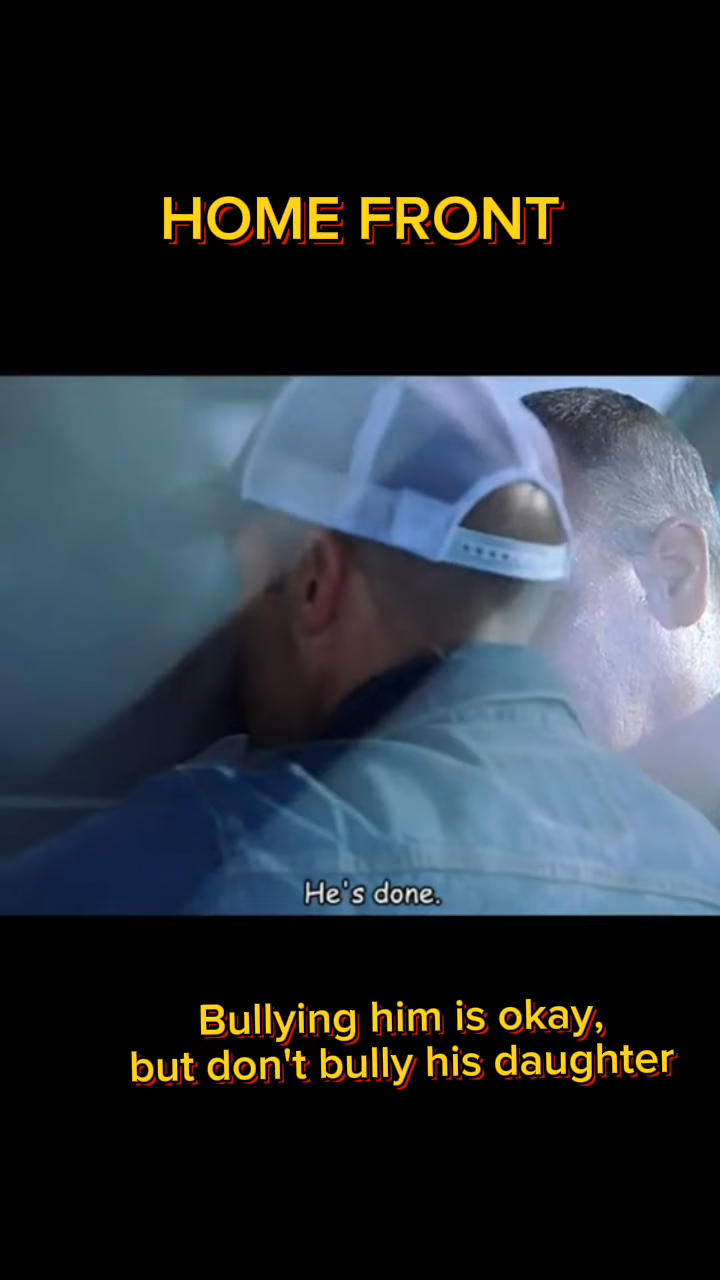 HOME FRONT
He's done.
Bullying him is okay,
but don't bully his daughter